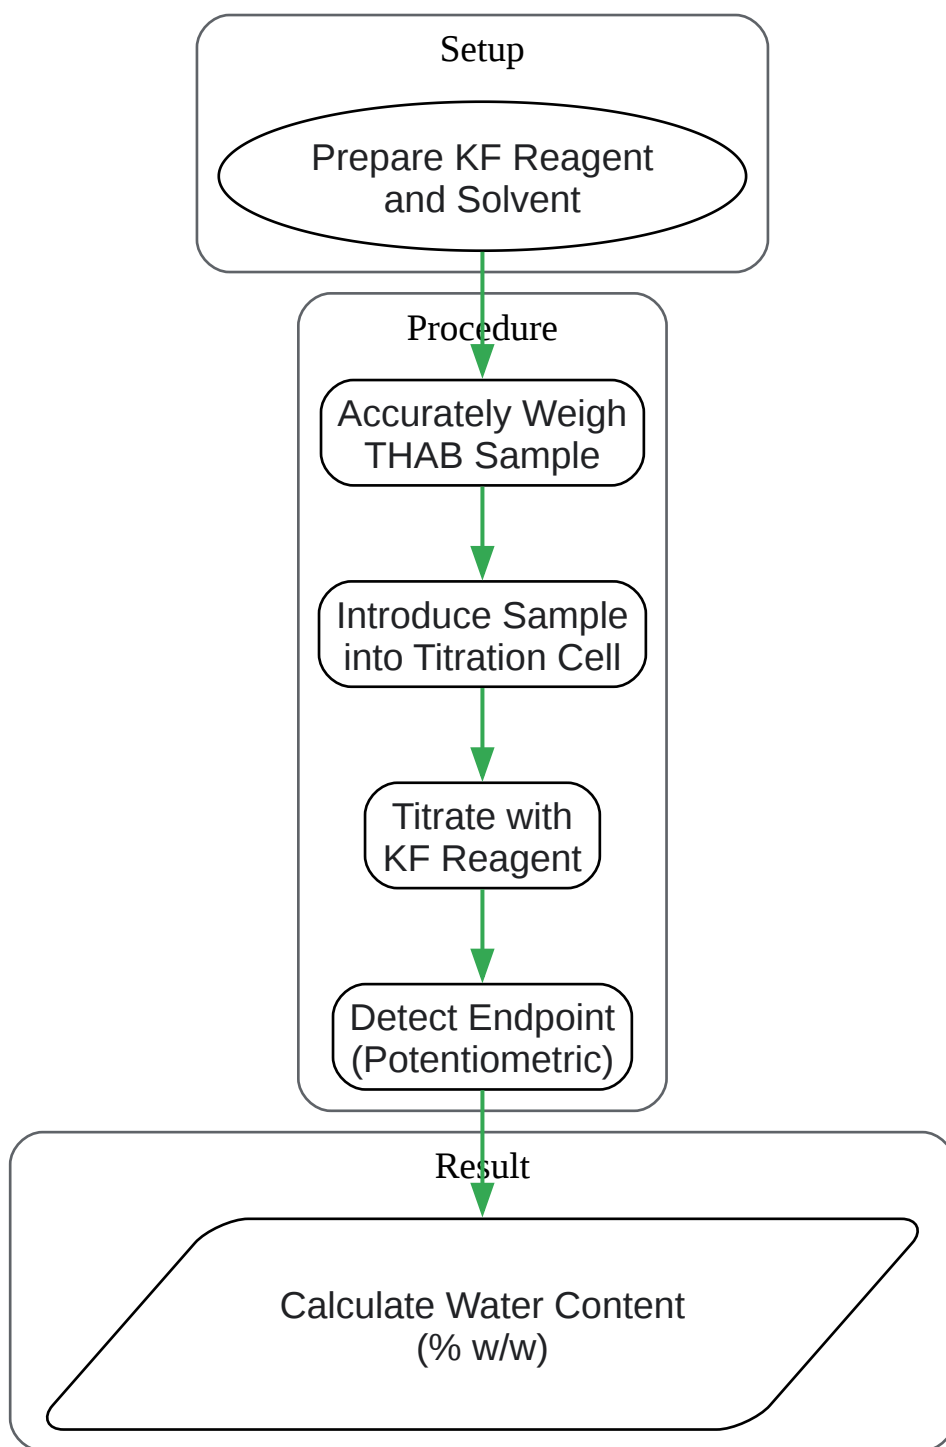 Setup
Prepare KF Reagent
and Solvent
Procedure
Accurately Weigh
THAB Sample
Introduce Sample
into Titration Cell
Titrate with
KF Reagent
Detect Endpoint
(Potentiometric)
Result
Calculate Water Content
(% w/w)